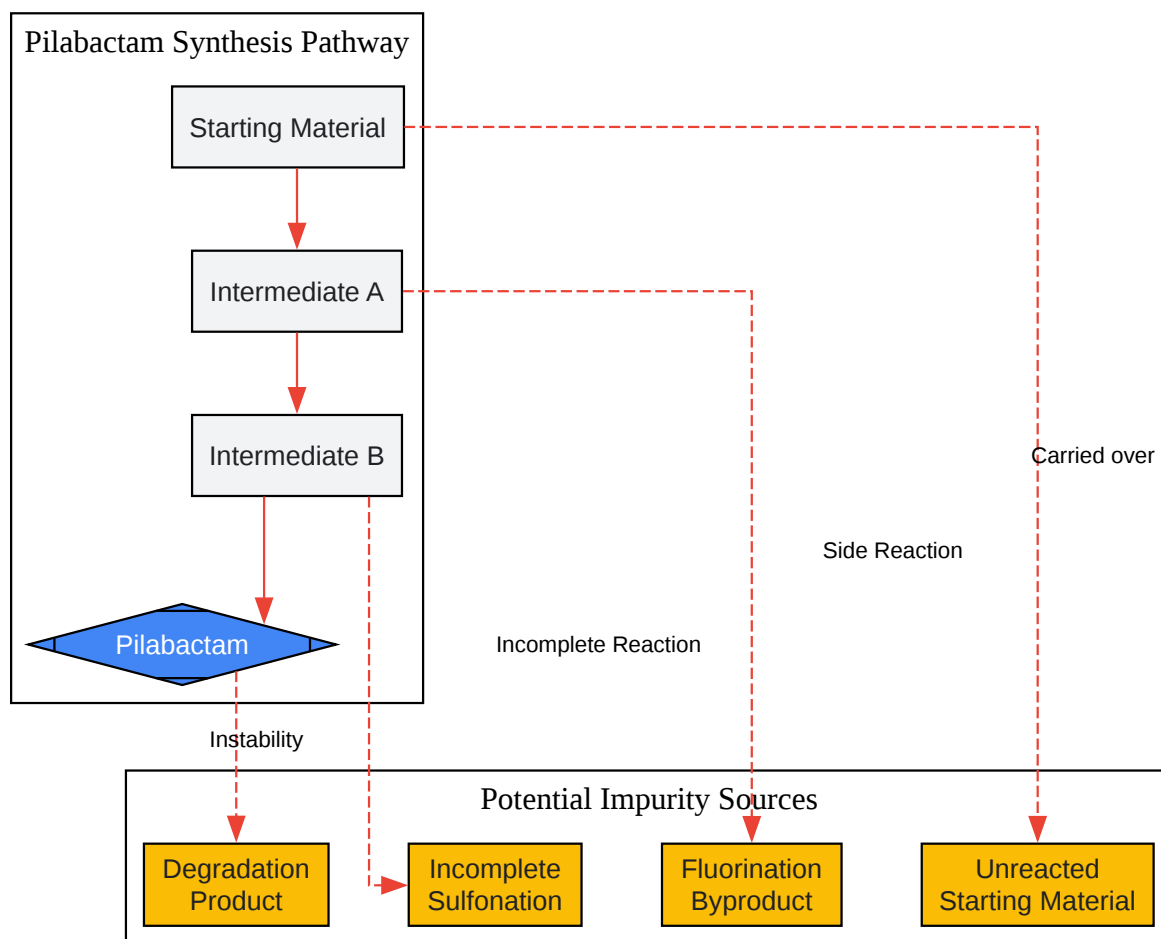 Pilabactam Synthesis Pathway
Starting Material
Intermediate A
Intermediate B
Carried over
Side Reaction
Incomplete Reaction
Pilabactam
Instability
Potential Impurity Sources
Degradation
Product
Incomplete
Sulfonation
Fluorination
Byproduct
Unreacted
Starting Material